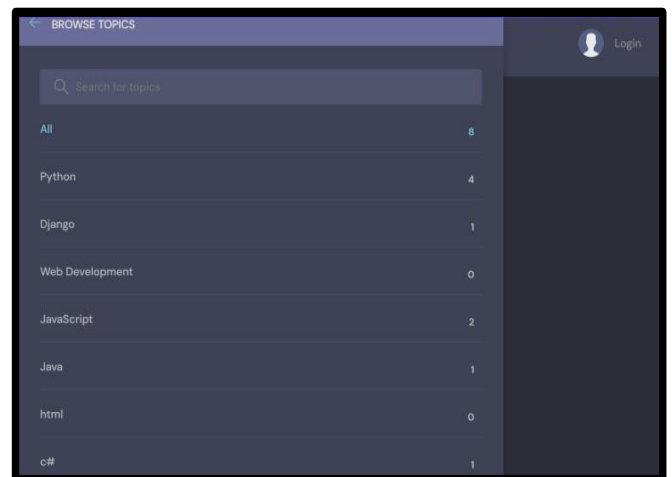 BROWSE TOPICS
Login
Search for topics
All 8
Python 4
Django 1
Web Development 0
JavaScript 2
Java 1
html 0
c# 1